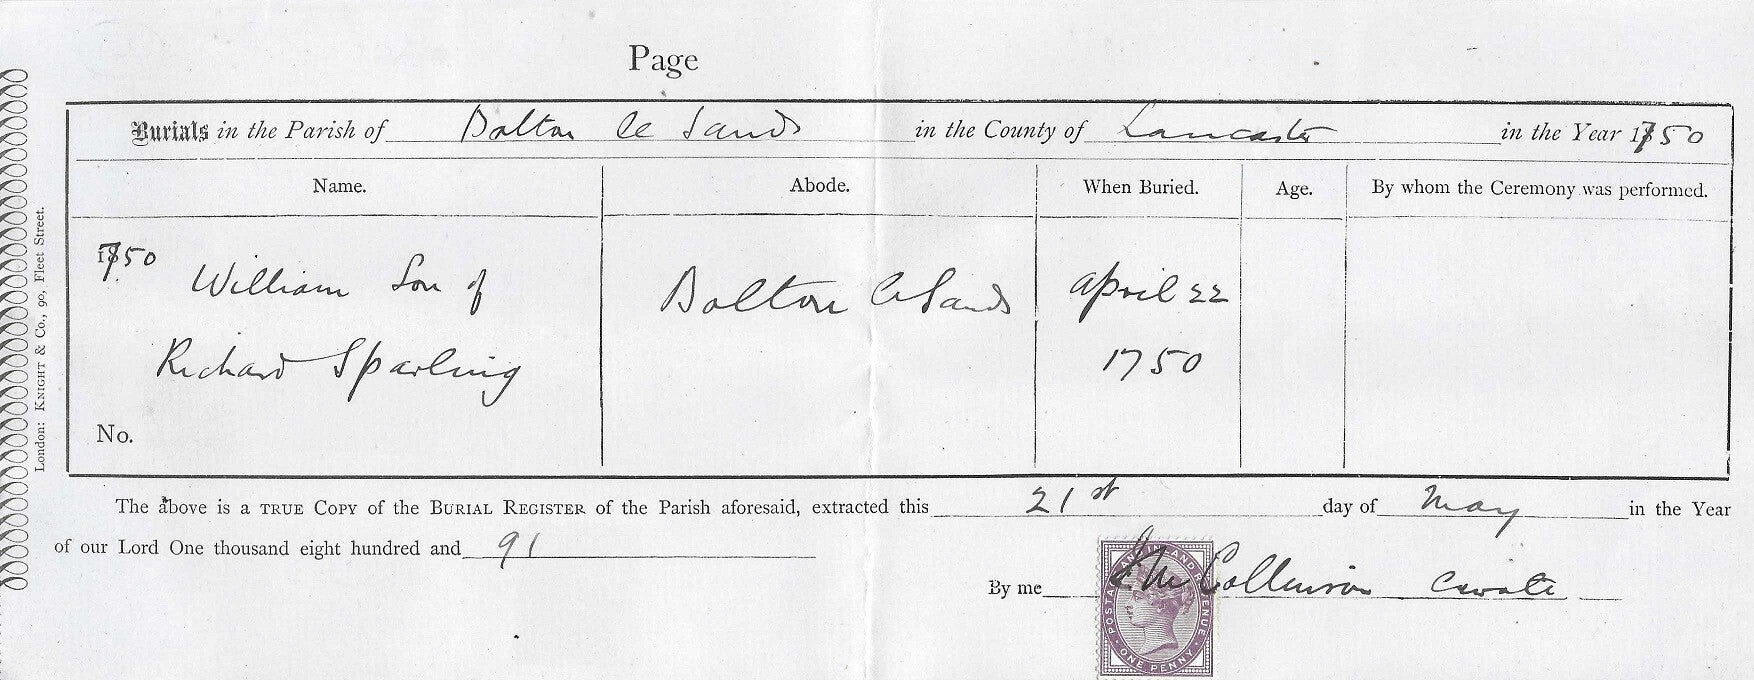 Page
Burials in the Parish of Bolton le Sands in the County of Lancaster in the Year 1750
Name. Abode. When Buried. Age. By whom the Ceremony was performed.
1750
William Son of Bolton le Sands April 22
Richard Sparling 1750
No.
The above is a TRUE COPY of the BURIAL REGISTER of the Parish aforesaid, extracted this 21st day of May in the Year
of our Lord One thousand eight hundred and 91
By me Collinson Curate
POSTAGE AND INLAND REVENUE
ONE PENNY
London: KNIGHT & Co., 90, Fleet Street.